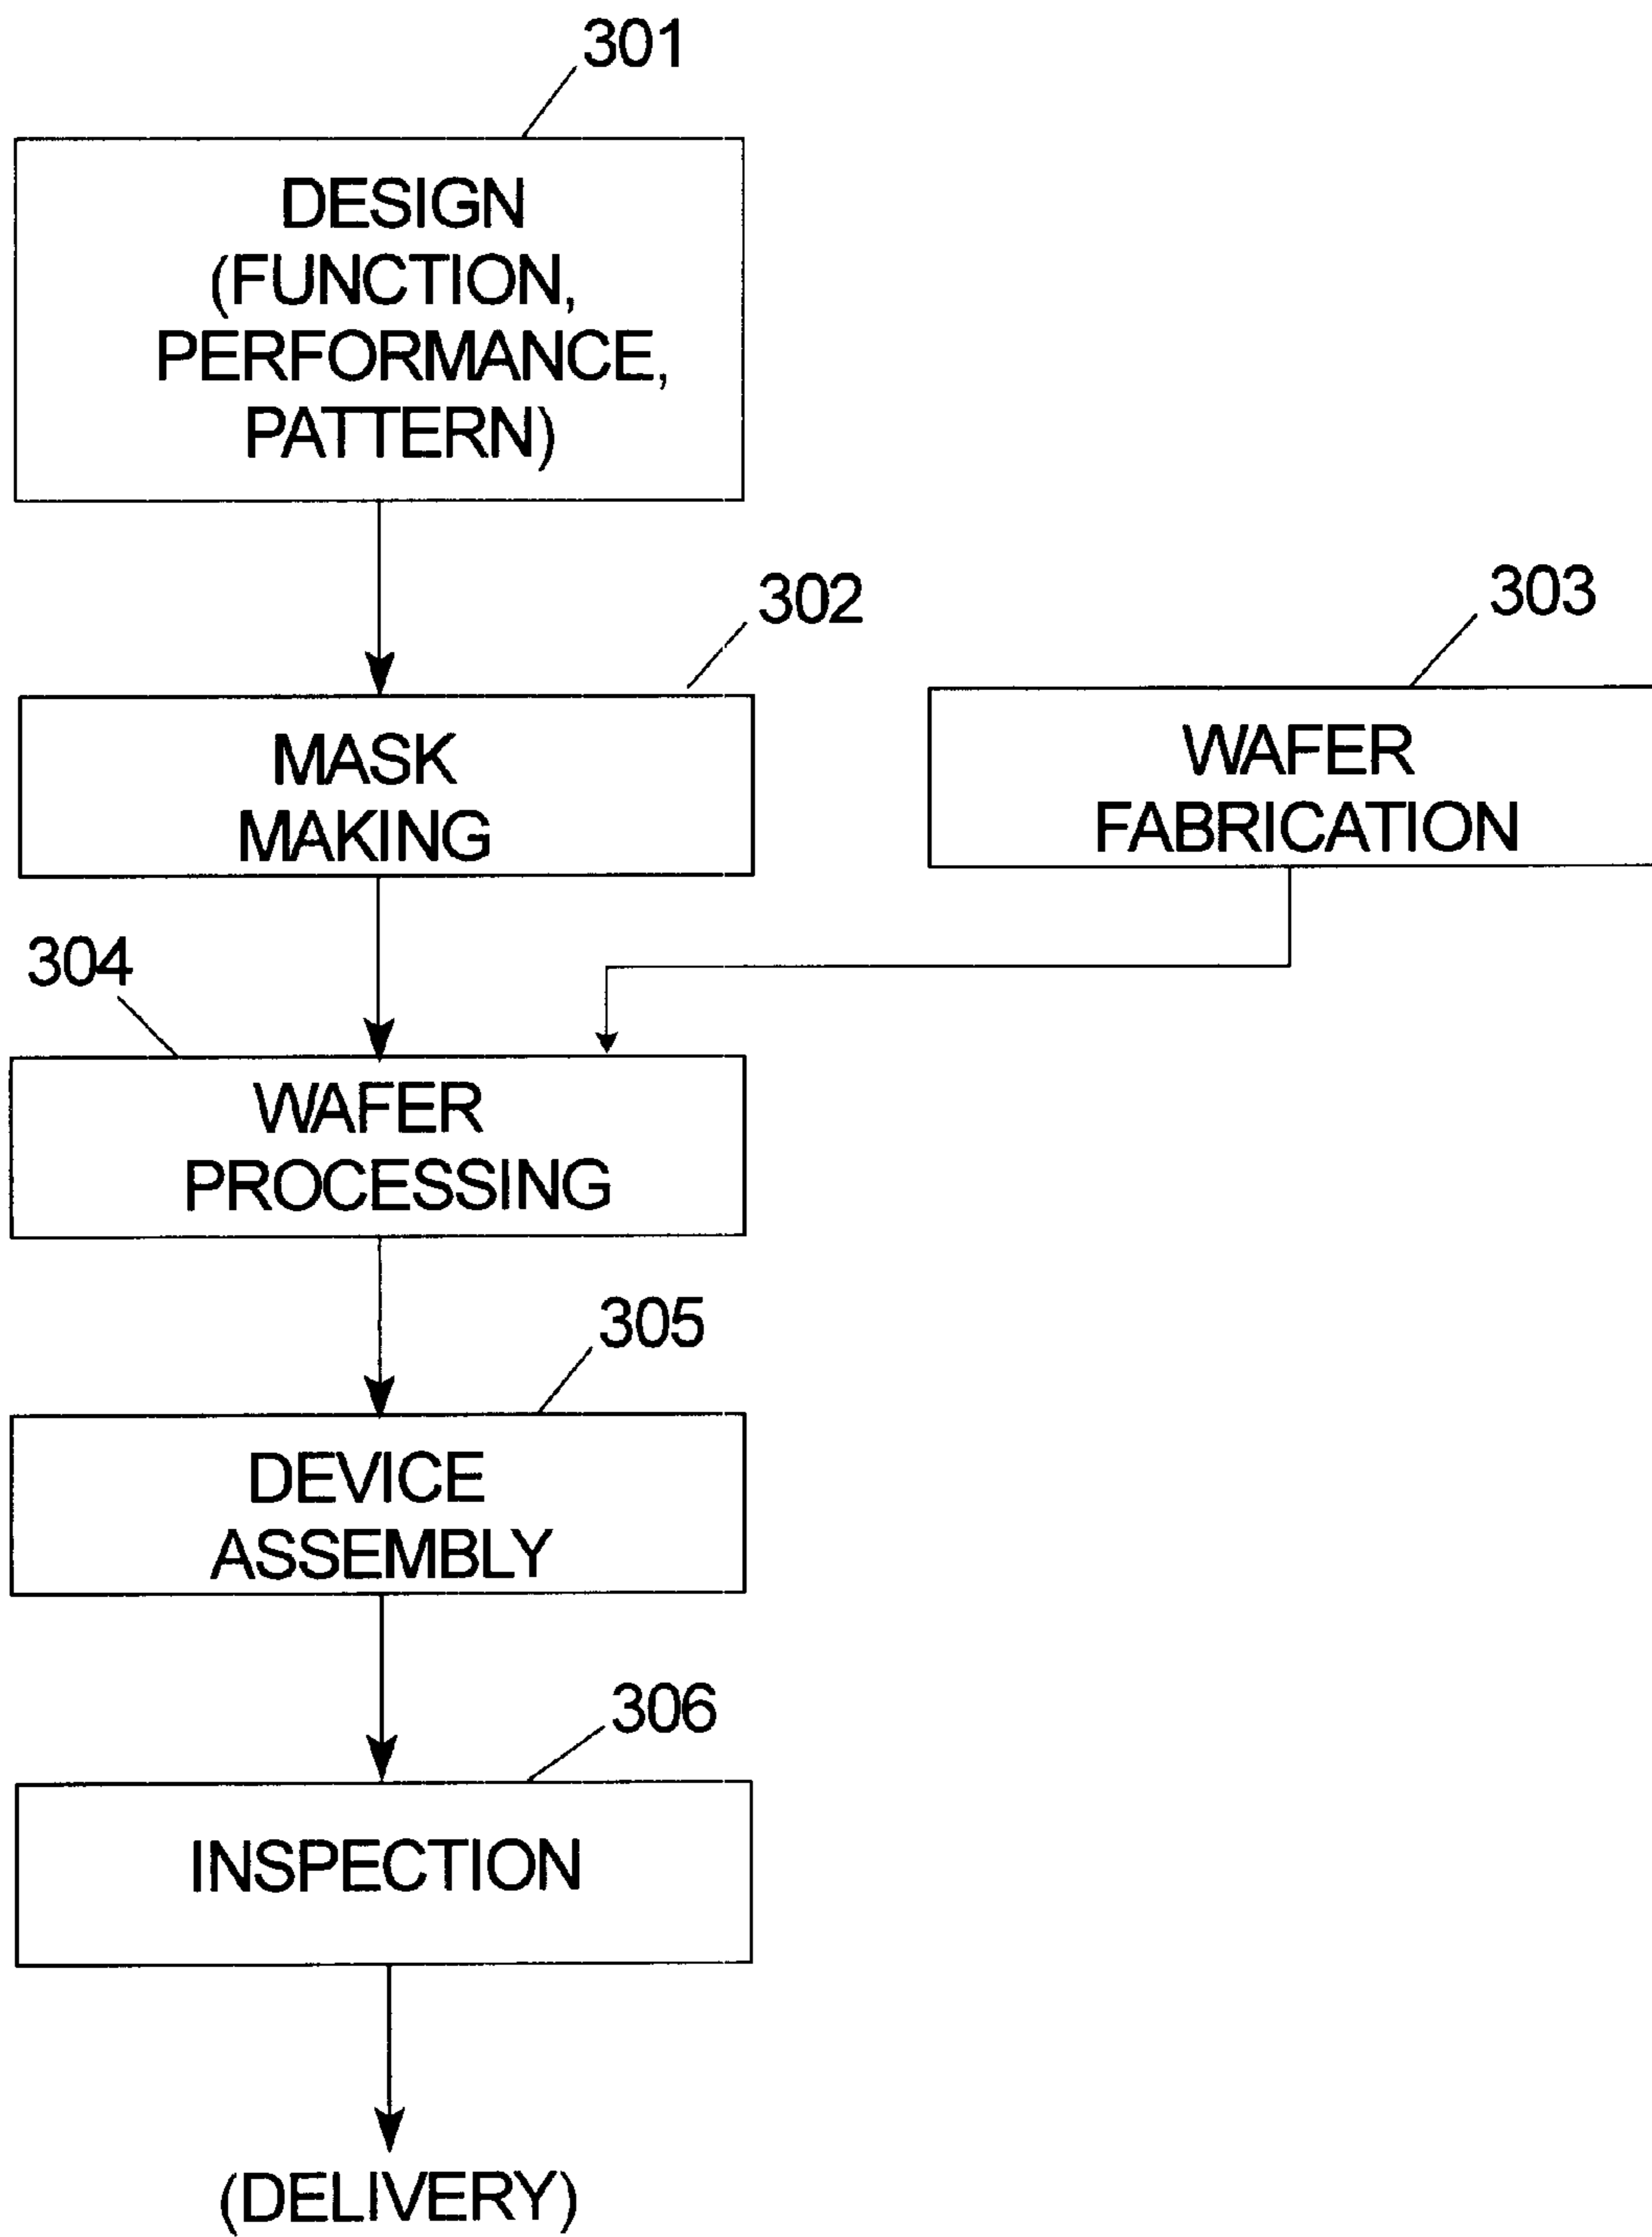 301
DESIGN
(FUNCTION,
PERFORMANCE,
PATTERN)
302
MASK
MAKING
303
WAFER
FABRICATION
304
WAFER
PROCESSING
305
DEVICE
ASSEMBLY
306
INSPECTION
(DELIVERY)